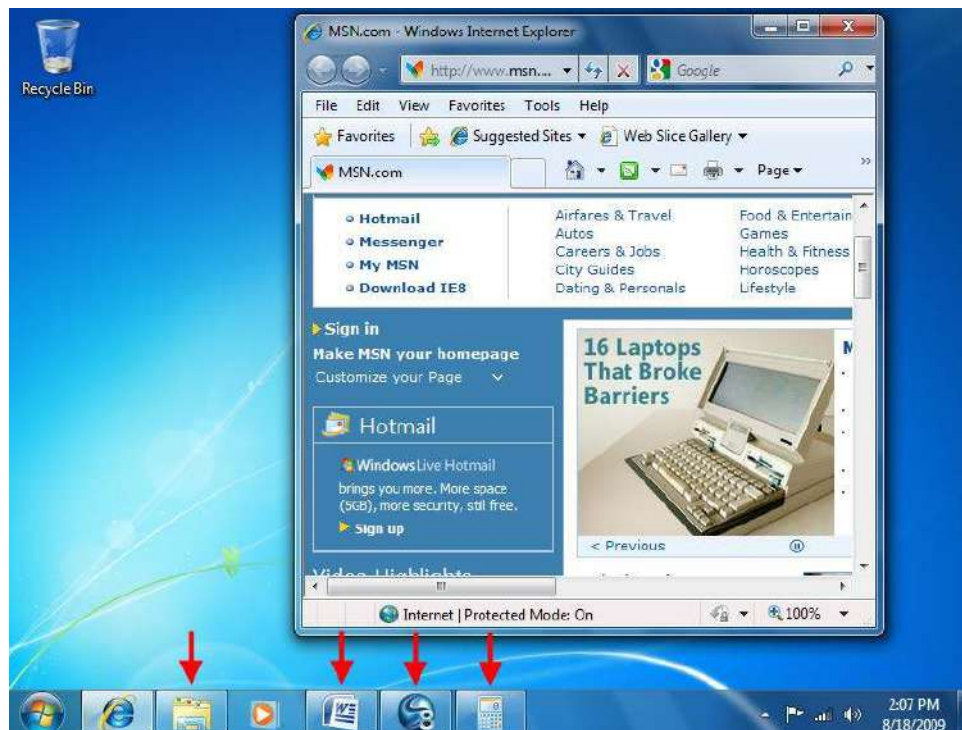 Recycle Bin
MSN.com - Windows Internet Explorer
http://www.msn....
Google
File Edit View Favorites Tools Help
Favorites Suggested Sites Web Slice Gallery
MSN.com
Page
Hotmail
Messenger
My MSN
Download IE8
Airfares & Travel
Autos
Careers & Jobs
City Guides
Dating & Personals
Food & Entertain
Games
Health & Fitness
Horoscopes
Lifestyle
Sign in
Make MSN your homepage
Customize your Page
Hotmail
WindowsLive Hotmail
brings you more. More space
(5GB), more security, still free.
Sign up
Video Highlights
16 Laptops
That Broke
Barriers
< Previous
Internet | Protected Mode: On
100%
2:07 PM
8/18/2009